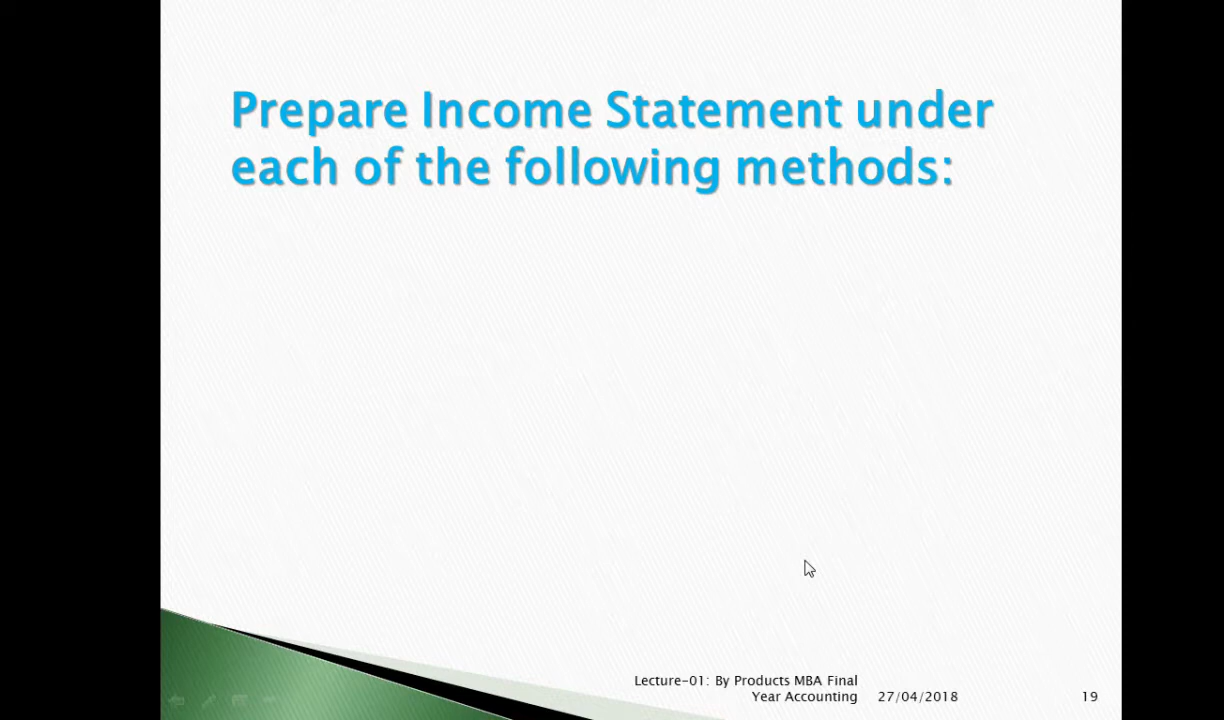 Prepare Income Statement under
each of the following methods:
Lecture-01: By Products MBA Final
Year Accounting
27/04/2018
19